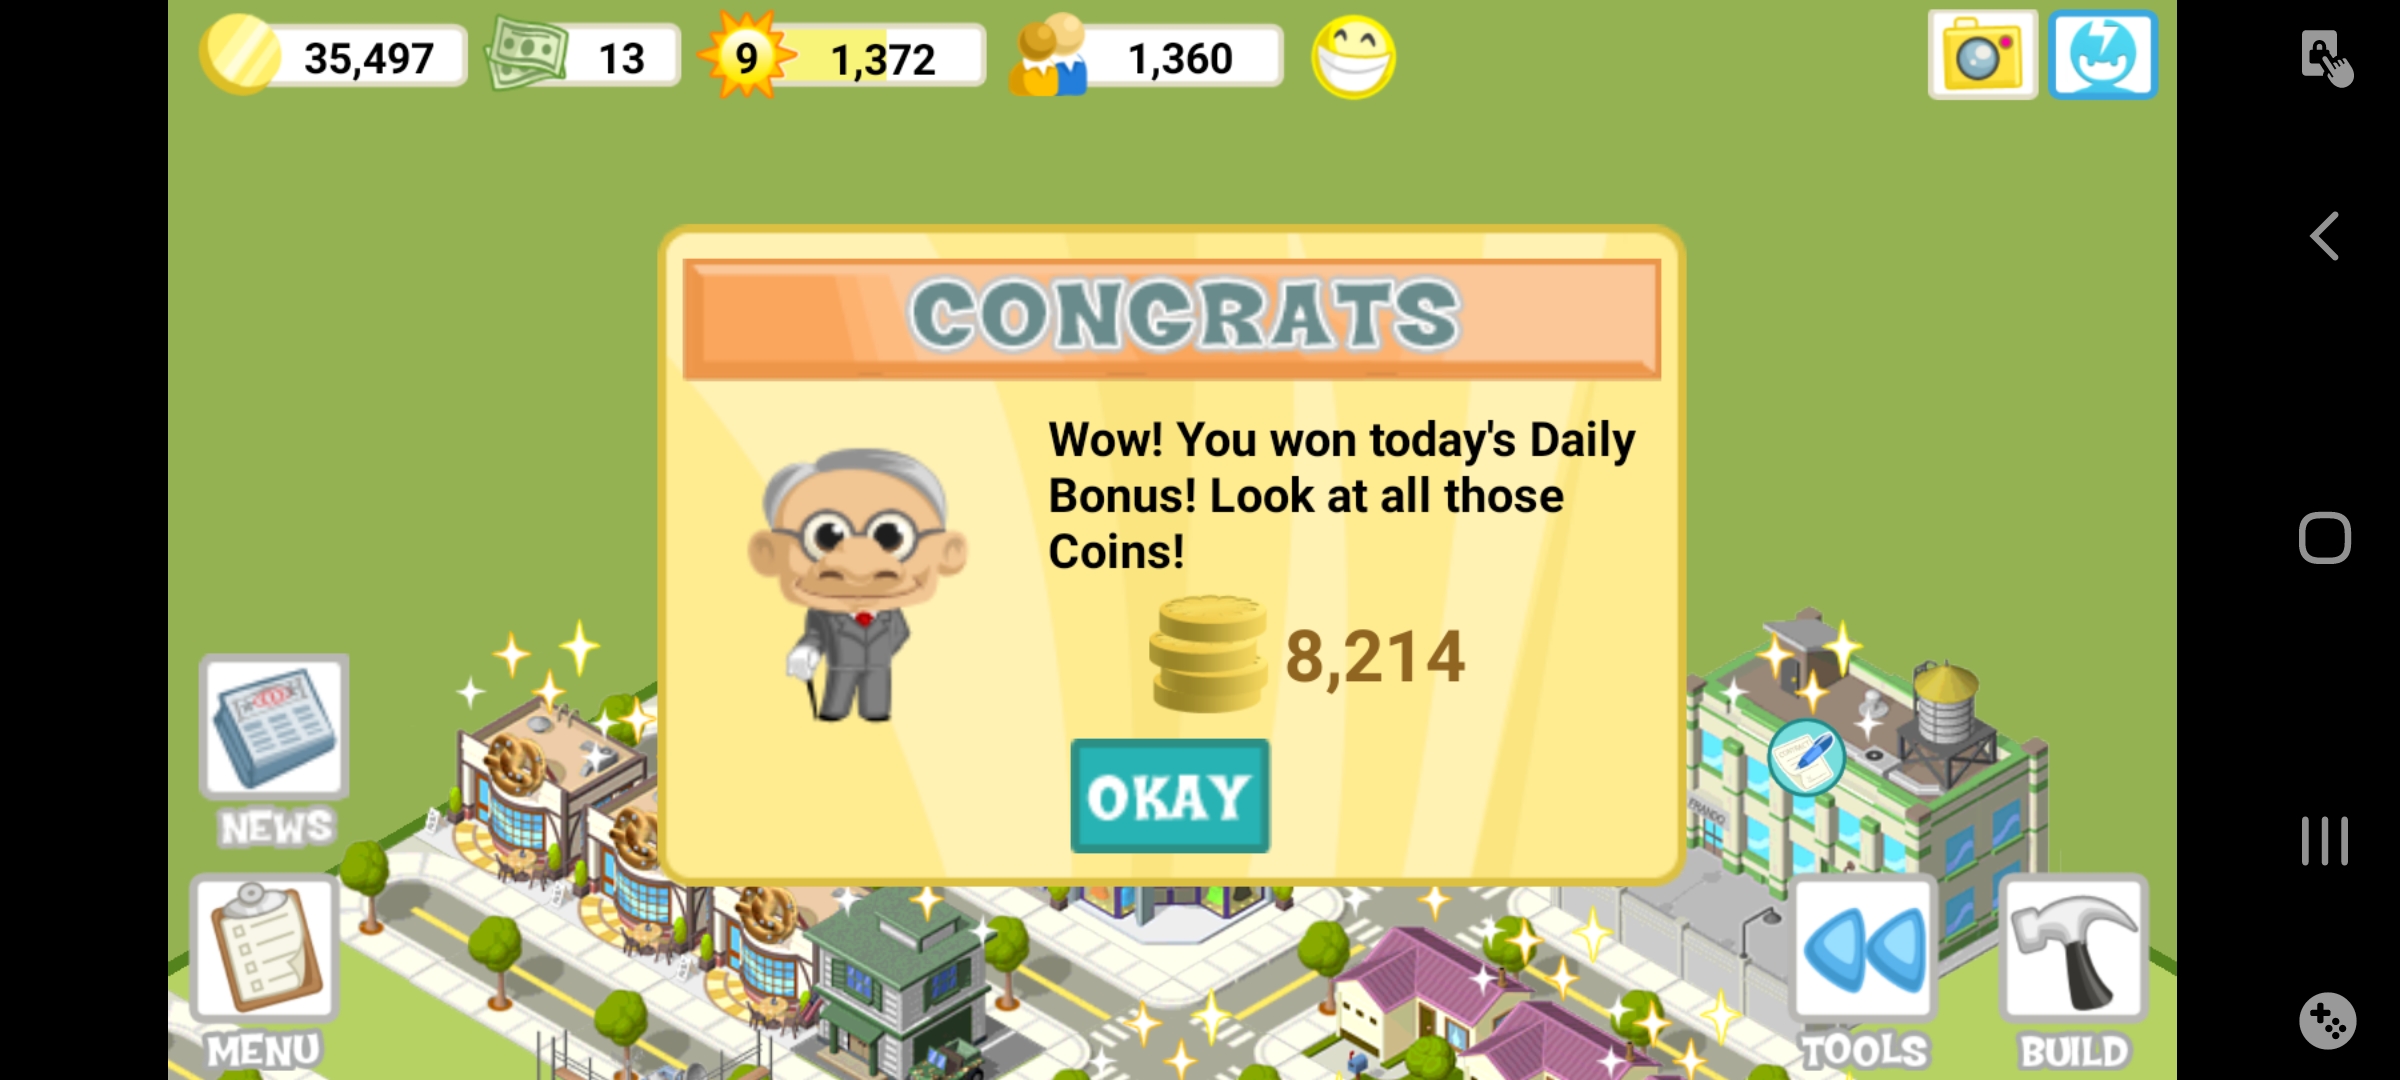 35,497
13
9
1,372
1,360
CONGRATS
Wow! You won today's Daily
Bonus! Look at all those
Coins!
8,214
OKAY
NEWS
MENU
CONTRACT
TOOLS
BUILD